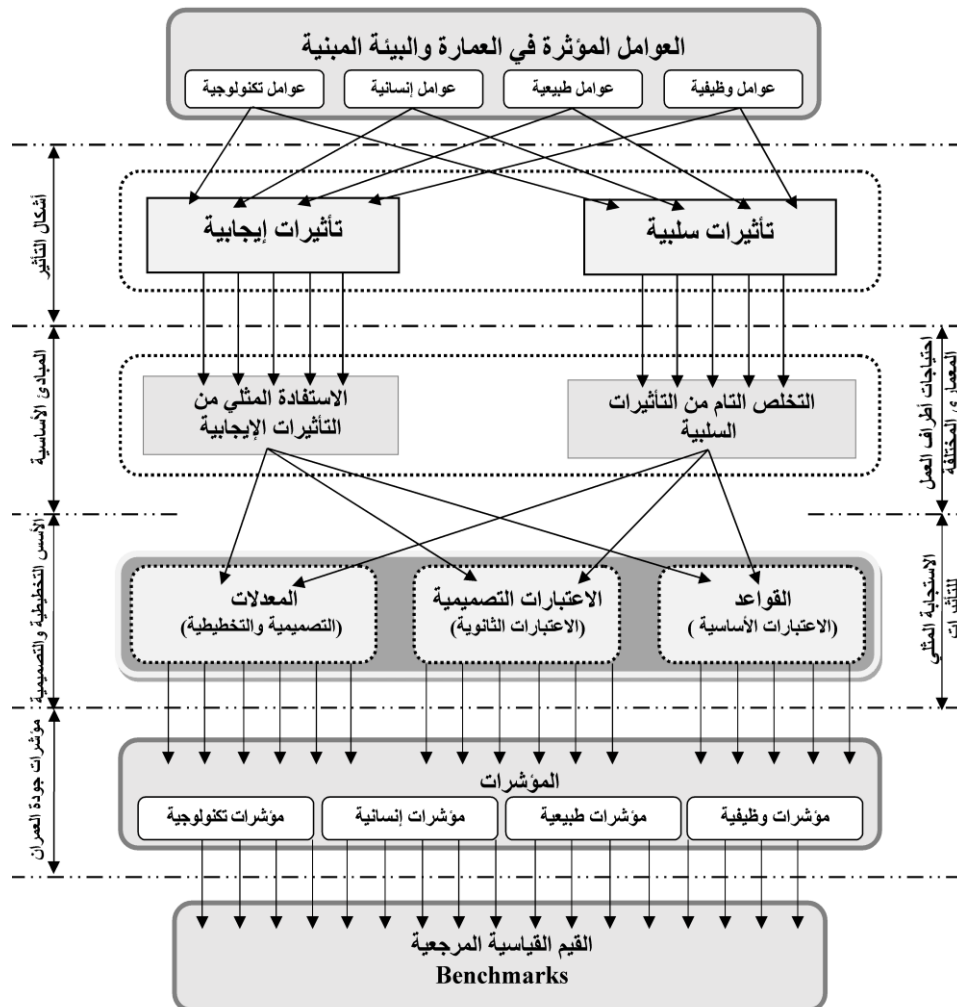 العوامل المؤثرة في العمارة والبيئة المبنية
عوامل وظيفية
عوامل طبيعية
عوامل إنسانية
عوامل تكنولوجية
أشكال التأثير
تأثيرات سلبية
تأثيرات إيجابية
احتياجات أطراف العمل
المعماري المختلفة
المبادئ الأساسية
التخلص التام من التأثيرات
السلبية
الاستفادة المثلي من
التأثيرات الإيجابية
الاستجابة المثلي
للتأثيرات
الأسس التخطيطية والتصميمية
القواعد
(الاعتبارات الأساسية )
الاعتبارات التصميمية
(الاعتبارات الثانوية)
المعدلات
(التصميمية والتخطيطية)
مؤشرات جودة العمران
المؤشرات
مؤشرات وظيفية
مؤشرات طبيعية
مؤشرات إنسانية
مؤشرات تكنولوجية
القيم القياسية المرجعية
Benchmarks